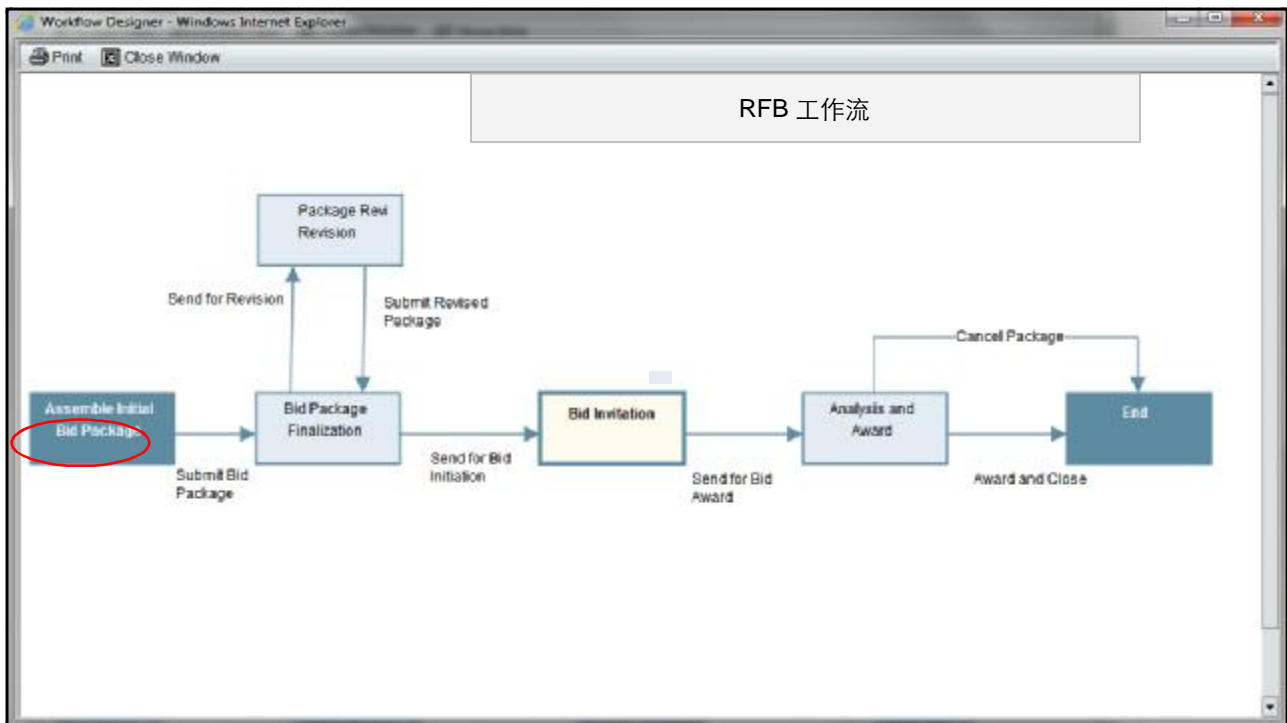 Workflow Designer - Windows Internet Explorer
Print Close Window
RFB 工作流
Package Revi
Revision
Send for Revision
Submit Revised
Package
Cancel Package
Assemble Initial
Bid Package
Bid Package
Finalization
Bid Invitation
Analysis and
Award
End
Submit Bid
Package
Send for Bid
Initiation
Send for Bid
Award
Award and Close